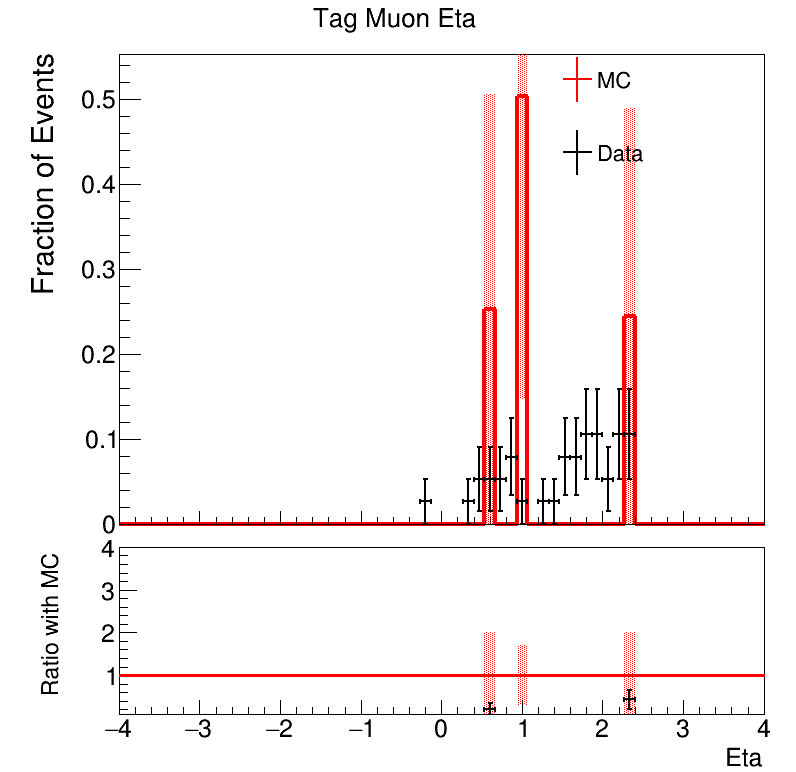 Tag Muon Eta
Fraction of Events
0.5
0.4
0.3
0.2
0.1
0
MC
Data
Ratio with MC
4
3
2
1
−4 −3 −2 −1 0 1 2 3 4
Eta